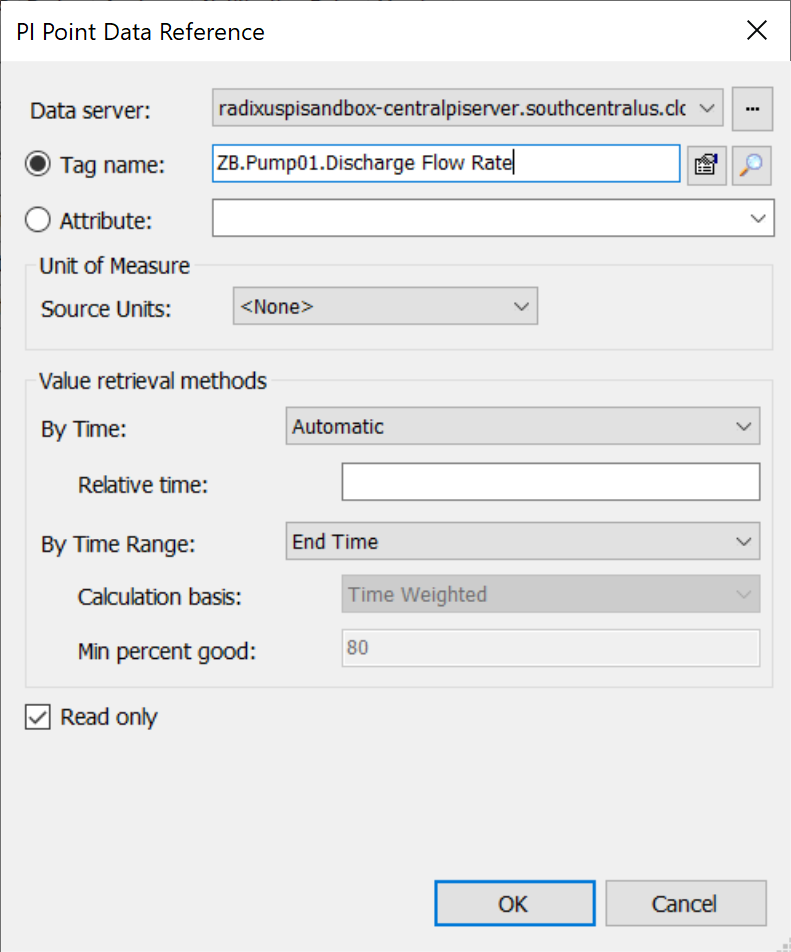 PI Point Data Reference
Data server: radixuspisandbox-centralpiserver.southcentralus.clc ...
Tag name: ZB.Pump01.Discharge Flow Rate
Attribute:
Unit of Measure
Source Units: <None>
Value retrieval methods
By Time: Automatic
Relative time:
By Time Range: End Time
Calculation basis: Time Weighted
Min percent good: 80
Read only
OK Cancel